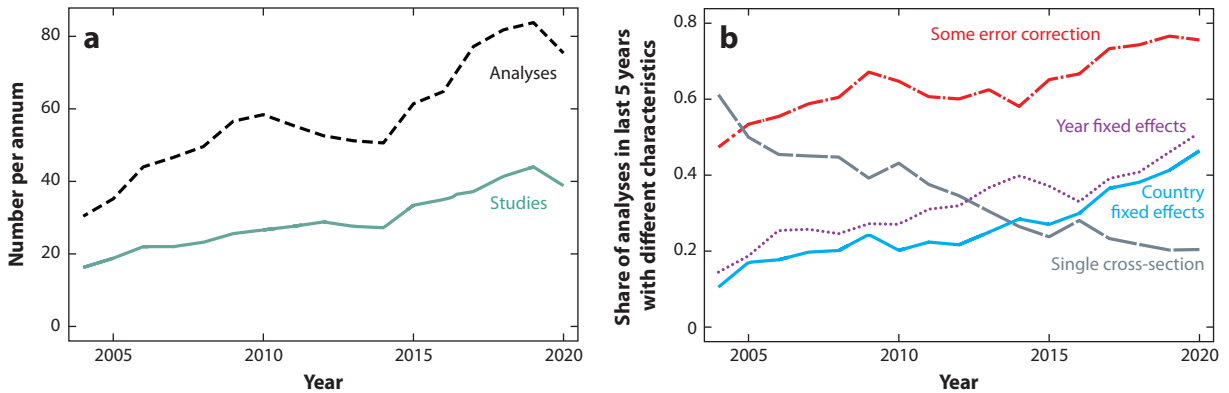 a
80
60
40
20
0
Number per annum
Analyses
Studies
2005
2010
2015
2020
Year
b
0.8
0.6
0.4
0.2
0
Share of analyses in last 5 years
with different characteristics
Some error correction
Year fixed effects
Country
fixed effects
Single cross-section
2005
2010
2015
2020
Year